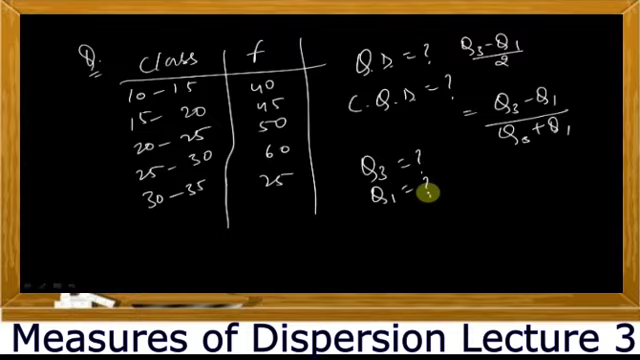 Q. Class f
10-15 40
15-20 45
20-25 50
25-30 60
30-35 25
Q.D = ? Q3-Q1/2
C.Q.D = ?
= Q3-Q1/Q3+Q1
Q3 = ?
Q1 = ?
Measures of Dispersion Lecture 3